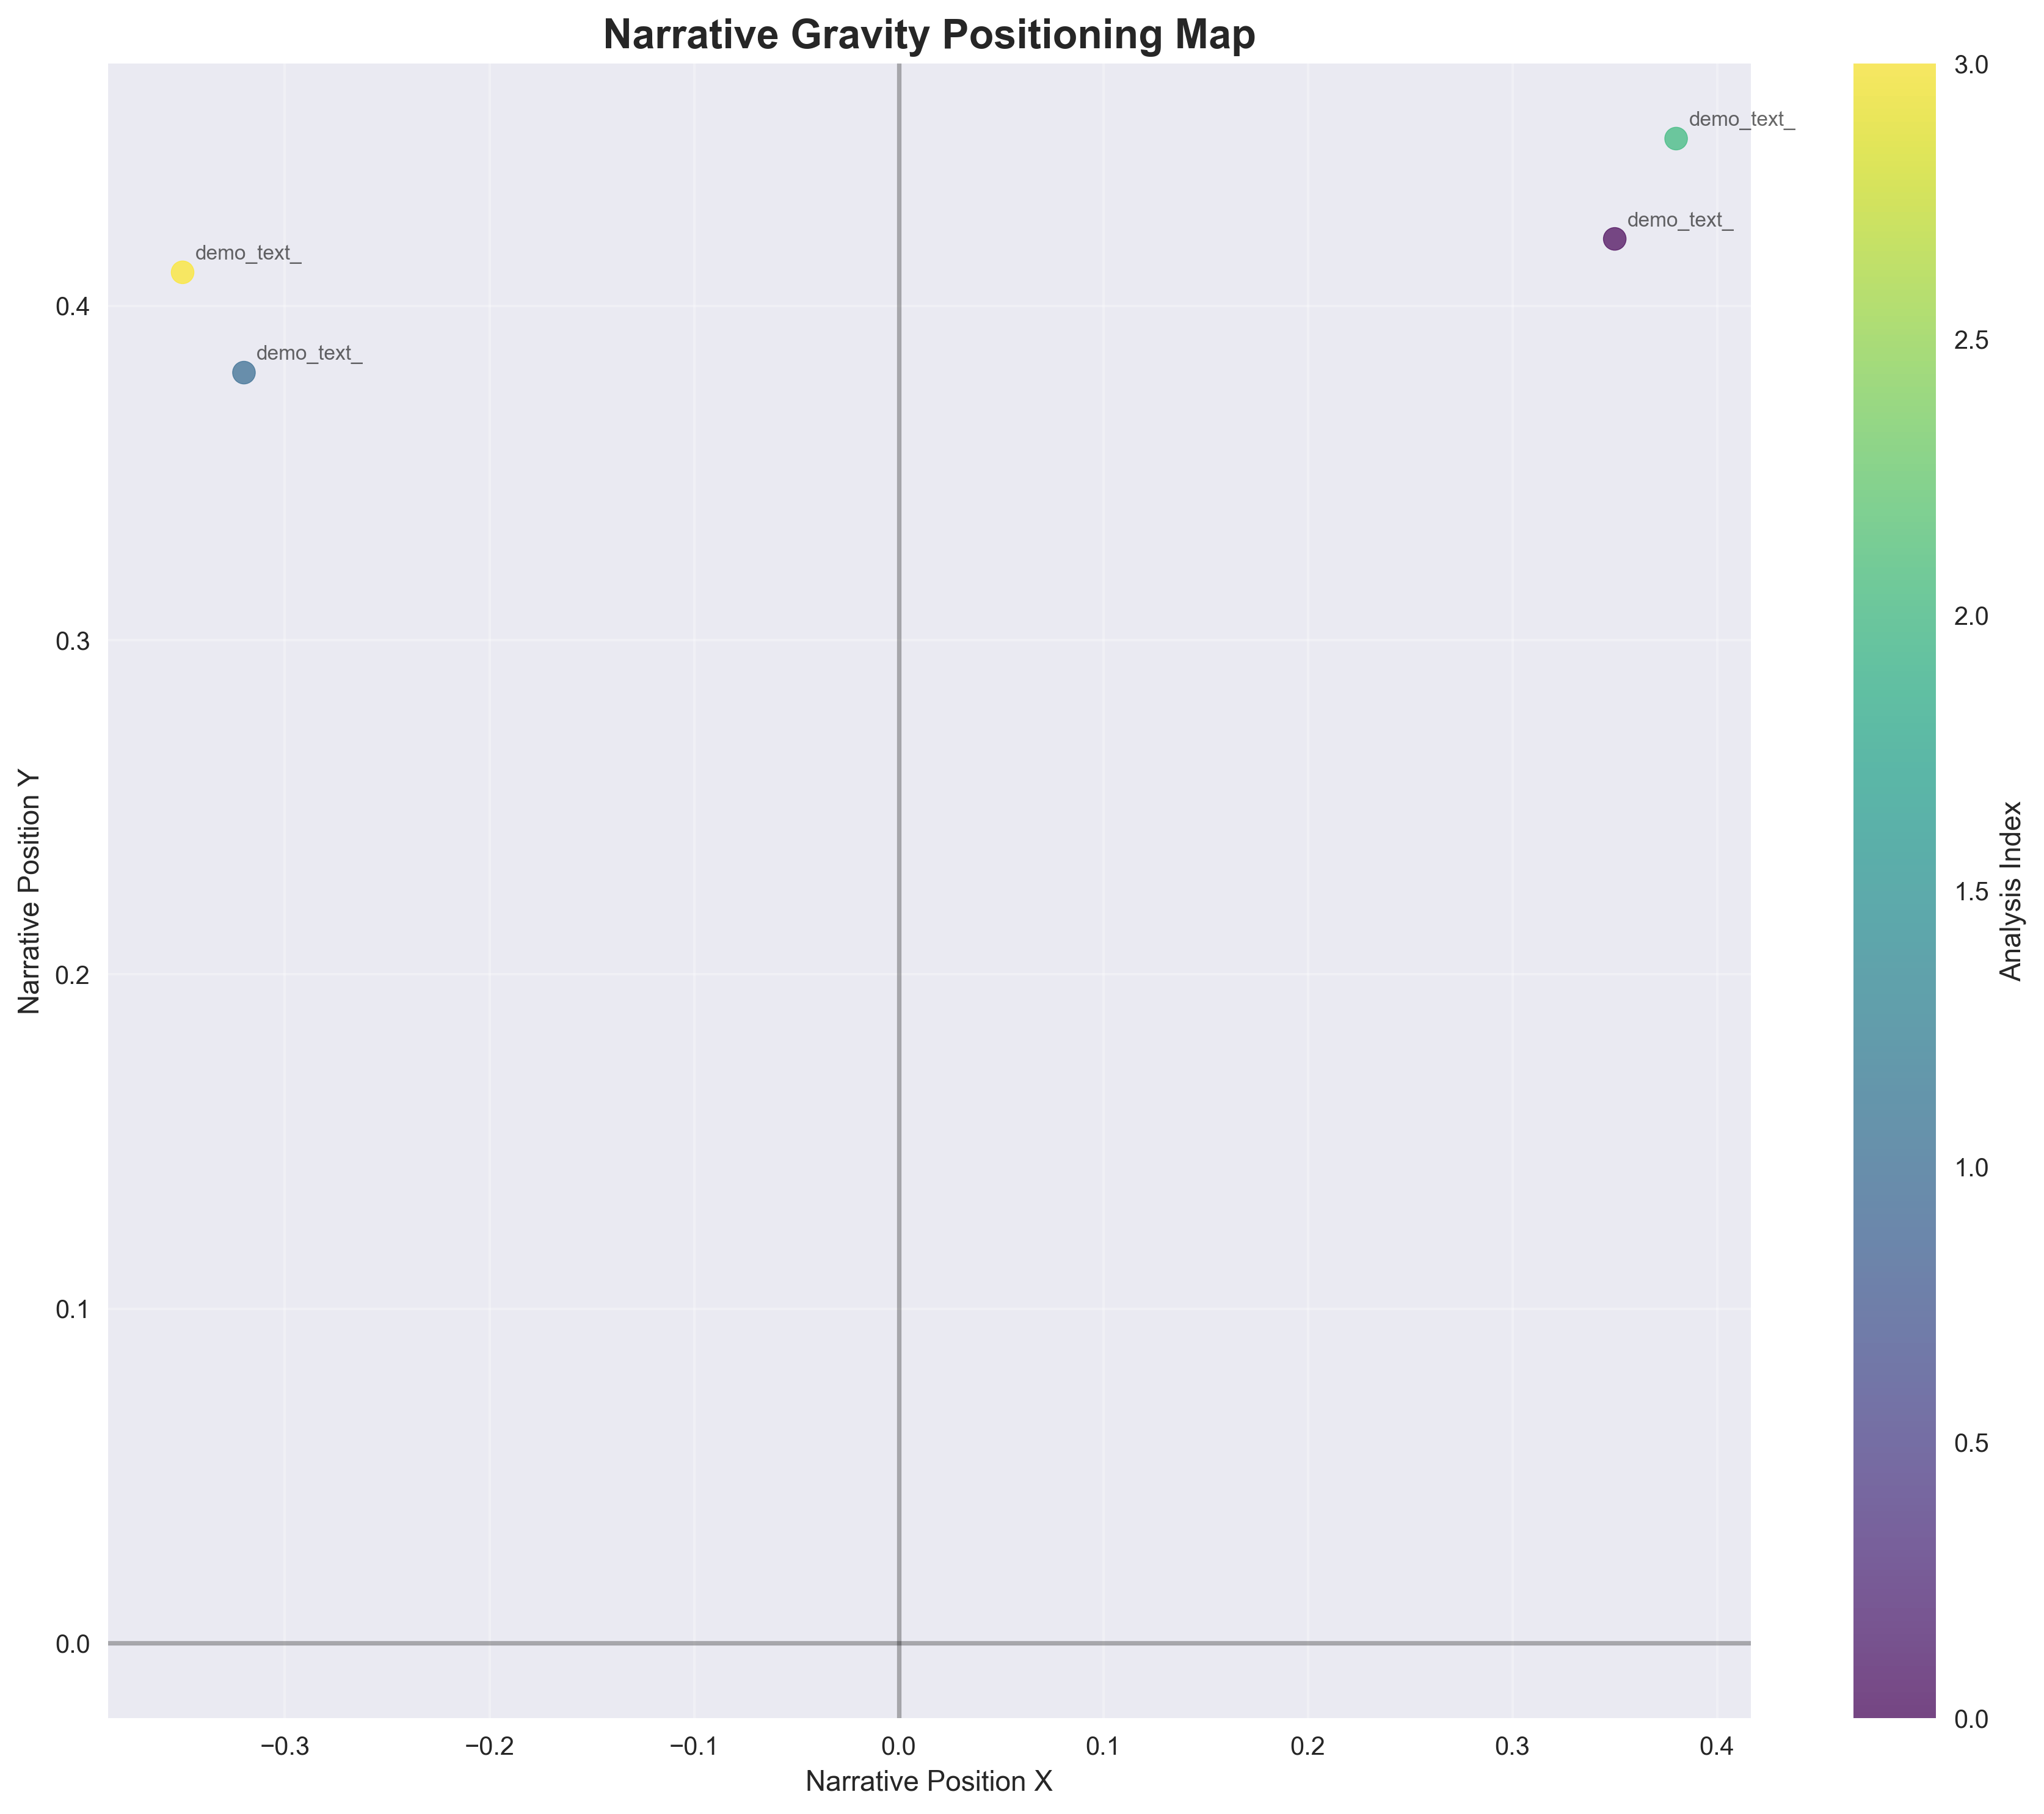 Narrative Gravity Positioning Map
demo_text_
demo_text_
demo_text_
demo_text_
0.4
0.3
0.2
0.1
0.0
Narrative Position Y
−0.3
−0.2
−0.1
0.0
0.1
0.2
0.3
0.4
Narrative Position X
3.0
2.5
2.0
1.5
1.0
0.5
0.0
Analysis Index